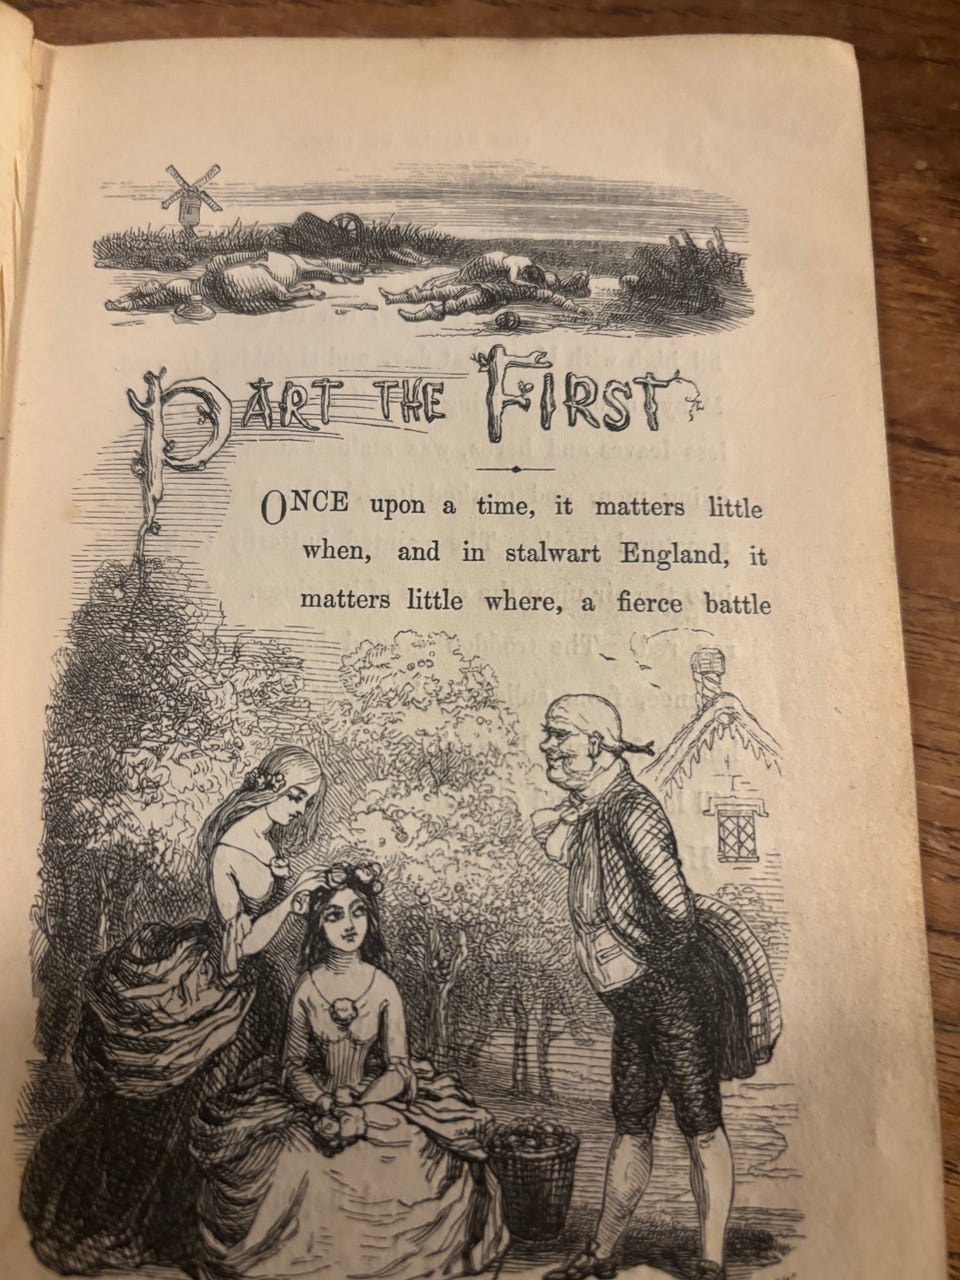 PART THE FIRST
ONCE upon a time, it matters little
when, and in stalwart England, it
matters little where, a fierce battle